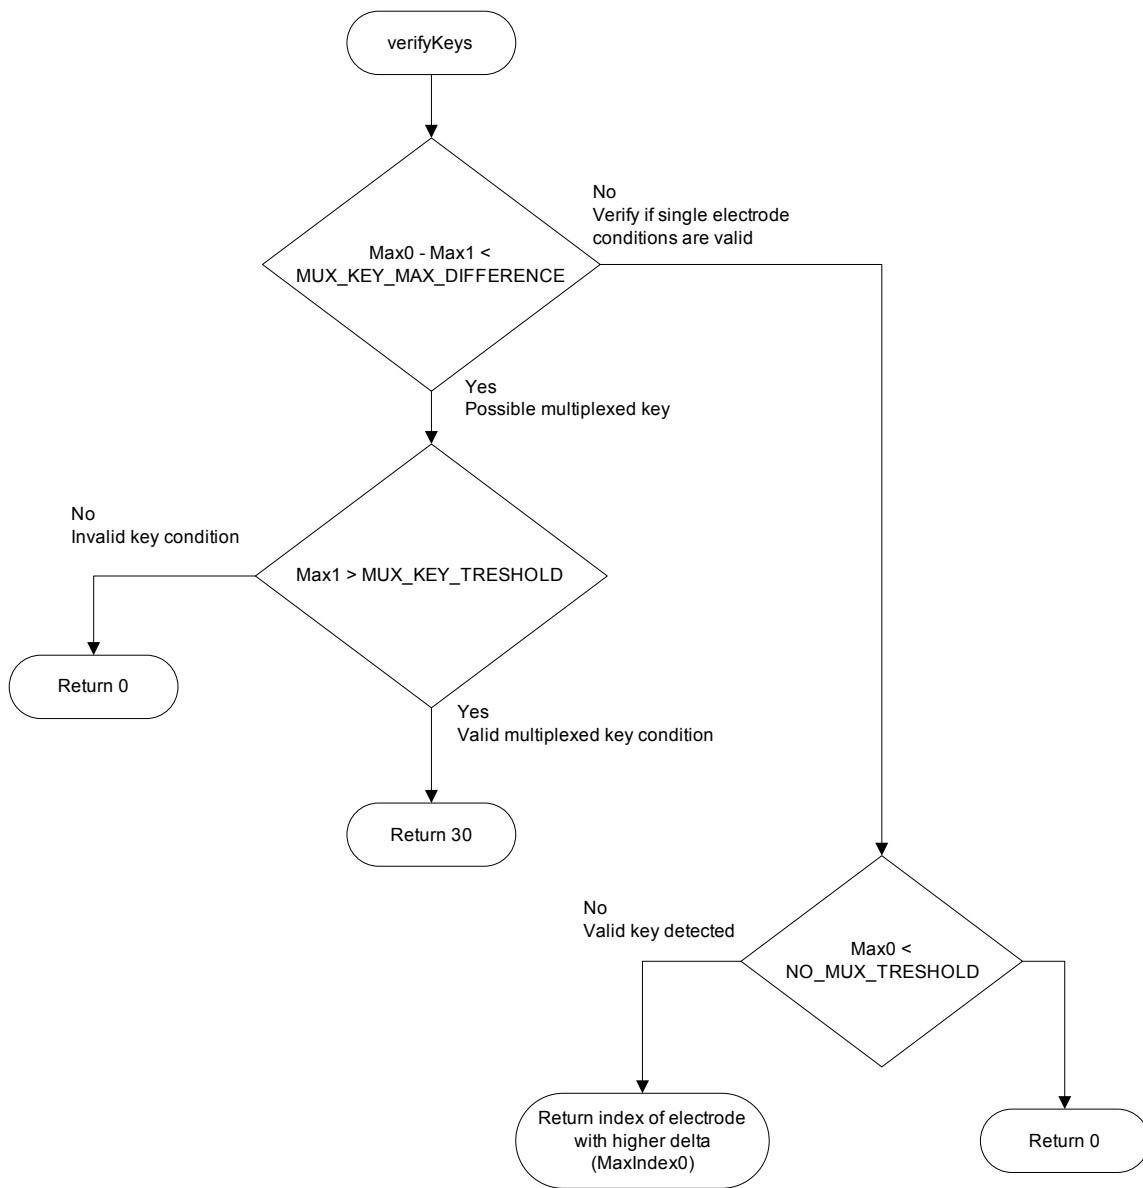 verifyKeys
No
Verify if single electrode
conditions are valid
Max0 - Max1 <
MUX_KEY_MAX_DIFFERENCE
Yes
Possible multiplexed key
No
Invalid key condition
Max1 > MUX_KEY_TRESHOLD
Return 0
Yes
Valid multiplexed key condition
Return 30
No
Valid key detected
Max0 <
NO_MUX_TRESHOLD
Return index of electrode
with higher delta
(MaxIndex0)
Return 0